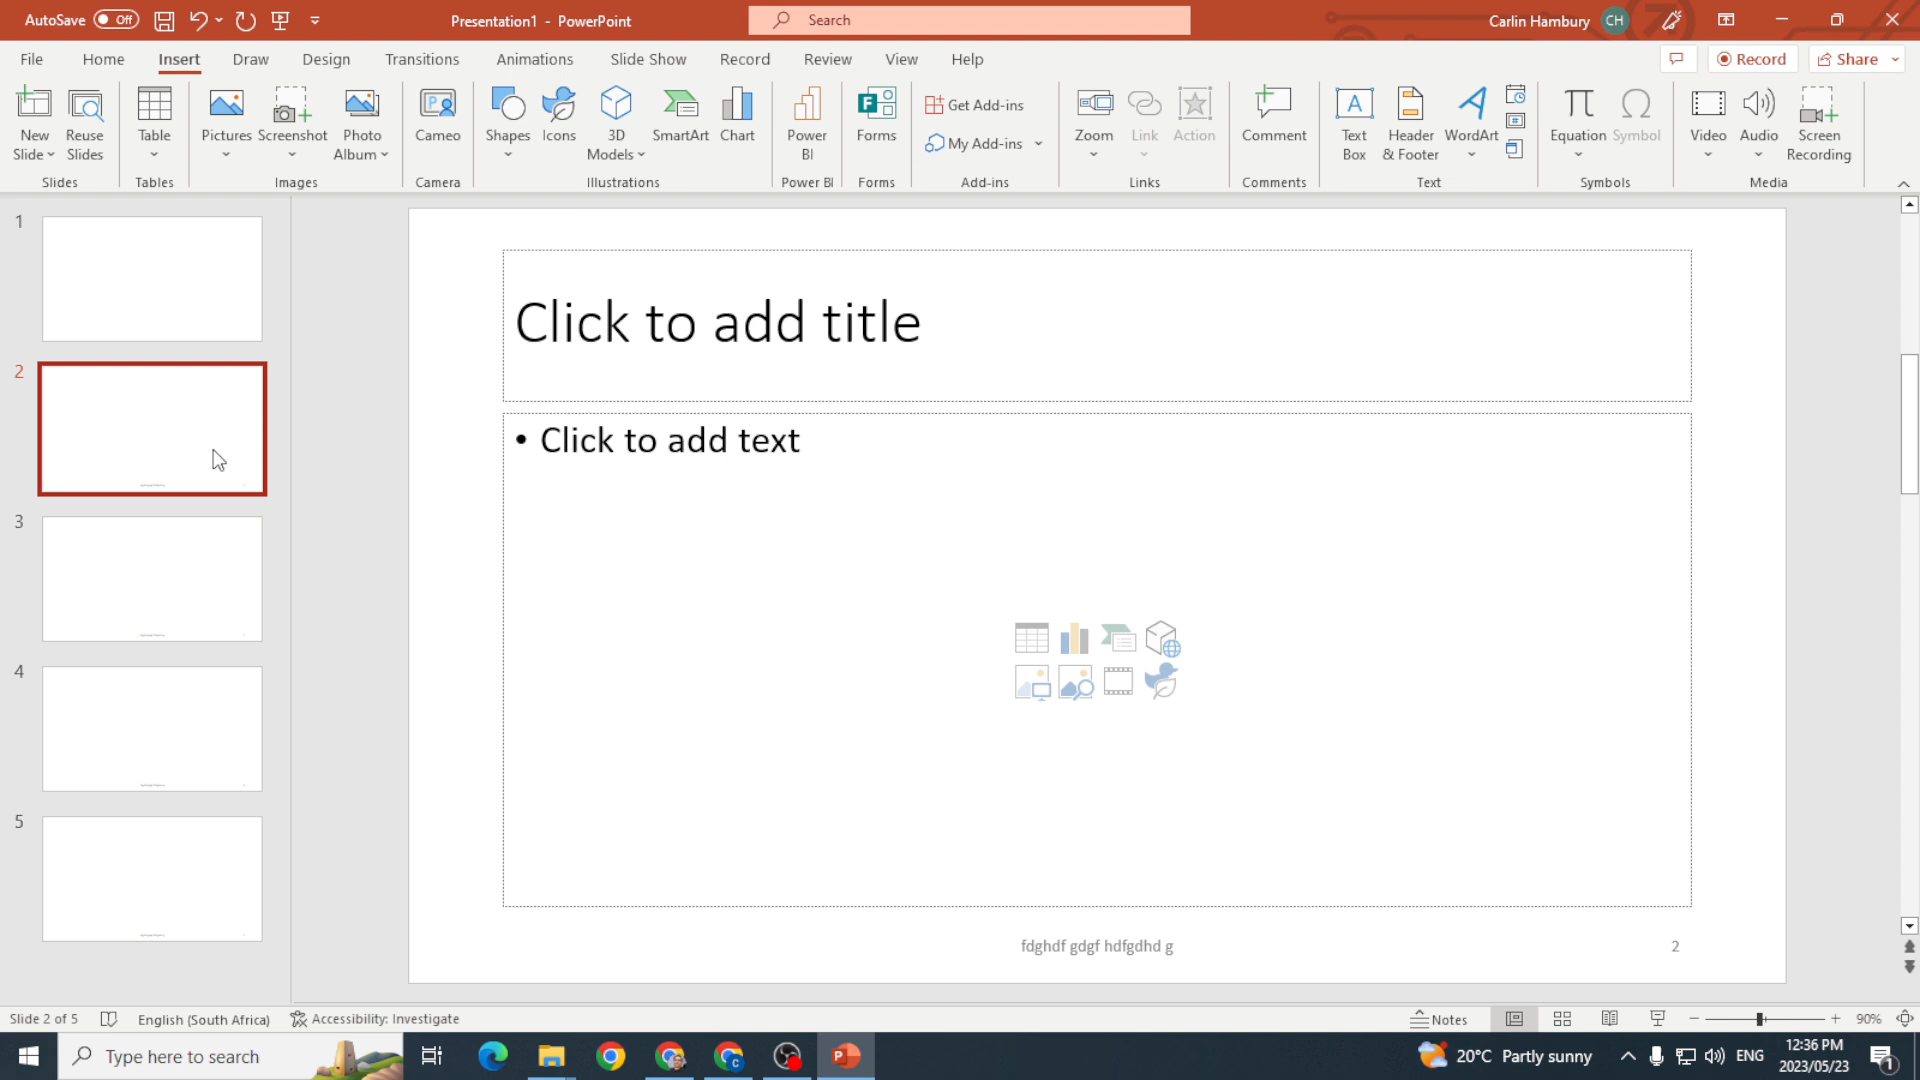 AutoSave Off
Presentation1 - PowerPoint
Search
Carlin Hambury CH
File Home Insert Draw Design Transitions Animations Slide Show Record Review View Help
Record Share
New Slide
Reuse Slides
Table
Pictures
Screenshot
Photo Album
Cameo
Shapes
Icons
3D Models
SmartArt
Chart
Power BI
Forms
Get Add-ins
My Add-ins
Zoom
Link
Action
Comment
Text Box
Header & Footer
WordArt
Equation
Symbol
Video
Audio
Screen Recording
Slides Tables Images Camera Illustrations Power BI Forms Add-ins Links Comments Text Symbols Media
1
2
3
4
5
Click to add title
• Click to add text
fdghdf gdgf hdfgdhd g
2
Slide 2 of 5
English (South Africa)
Accessibility: Investigate
Notes
90%
Type here to search
20°C Partly sunny
ENG
12:36 PM
2023/05/23
1